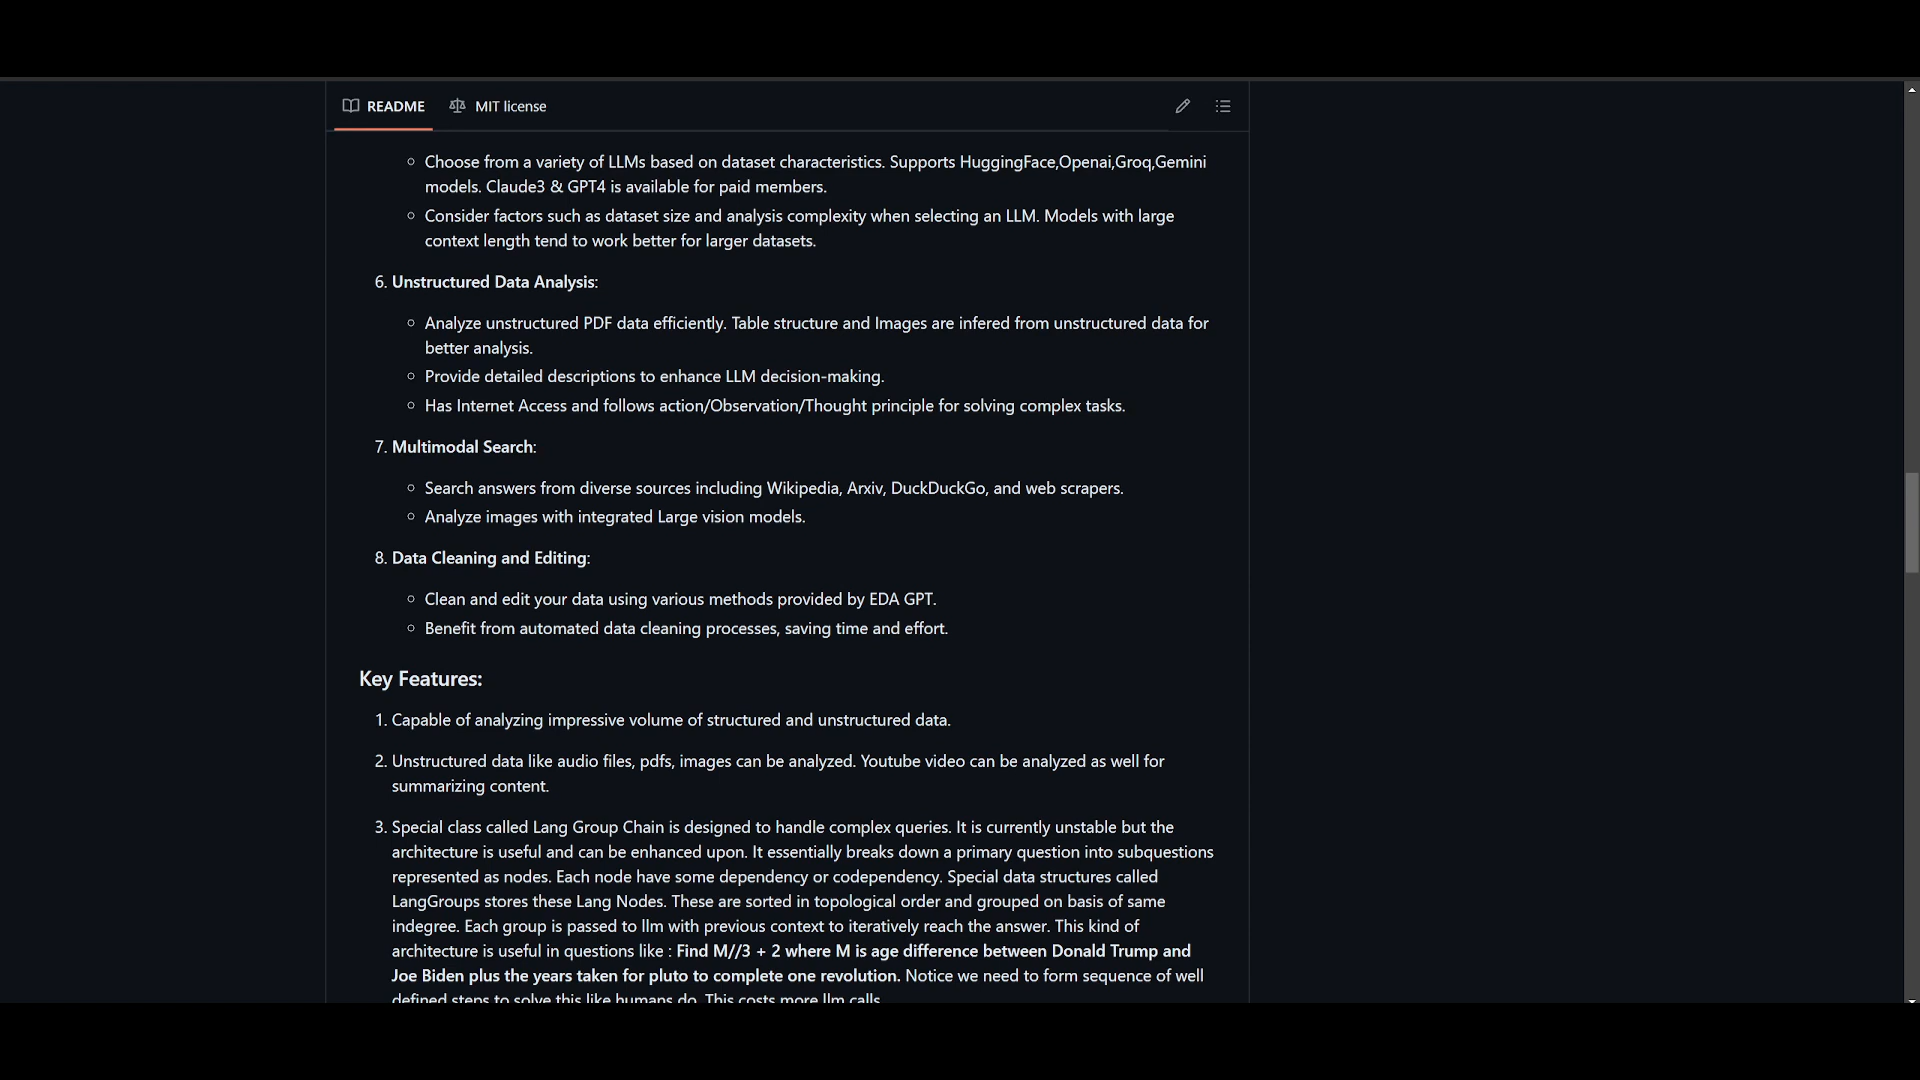 README MIT license
Choose from a variety of LLMs based on dataset characteristics. Supports HuggingFace,Openai,Groq,Gemini
models. Claude3 & GPT4 is available for paid members.
Consider factors such as dataset size and analysis complexity when selecting an LLM. Models with large
context length tend to work better for larger datasets.
6. Unstructured Data Analysis:
Analyze unstructured PDF data efficiently. Table structure and Images are infered from unstructured data for
better analysis.
Provide detailed descriptions to enhance LLM decision-making.
Has Internet Access and follows action/Observation/Thought principle for solving complex tasks.
7. Multimodal Search:
Search answers from diverse sources including Wikipedia, Arxiv, DuckDuckGo, and web scrapers.
Analyze images with integrated Large vision models.
8. Data Cleaning and Editing:
Clean and edit your data using various methods provided by EDA GPT.
Benefit from automated data cleaning processes, saving time and effort.
Key Features:
1. Capable of analyzing impressive volume of structured and unstructured data.
2. Unstructured data like audio files, pdfs, images can be analyzed. Youtube video can be analyzed as well for
summarizing content.
3. Special class called Lang Group Chain is designed to handle complex queries. It is currently unstable but the
architecture is useful and can be enhanced upon. It essentially breaks down a primary question into subquestions
represented as nodes. Each node have some dependency or codependency. Special data structures called
LangGroups stores these Lang Nodes. These are sorted in topological order and grouped on basis of same
indegree. Each group is passed to llm with previous context to iteratively reach the answer. This kind of
architecture is useful in questions like : Find M//3 + 2 where M is age difference between Donald Trump and
Joe Biden plus the years taken for pluto to complete one revolution. Notice we need to form sequence of well
defined steps to solve this like humans do. This costs more llm calls.